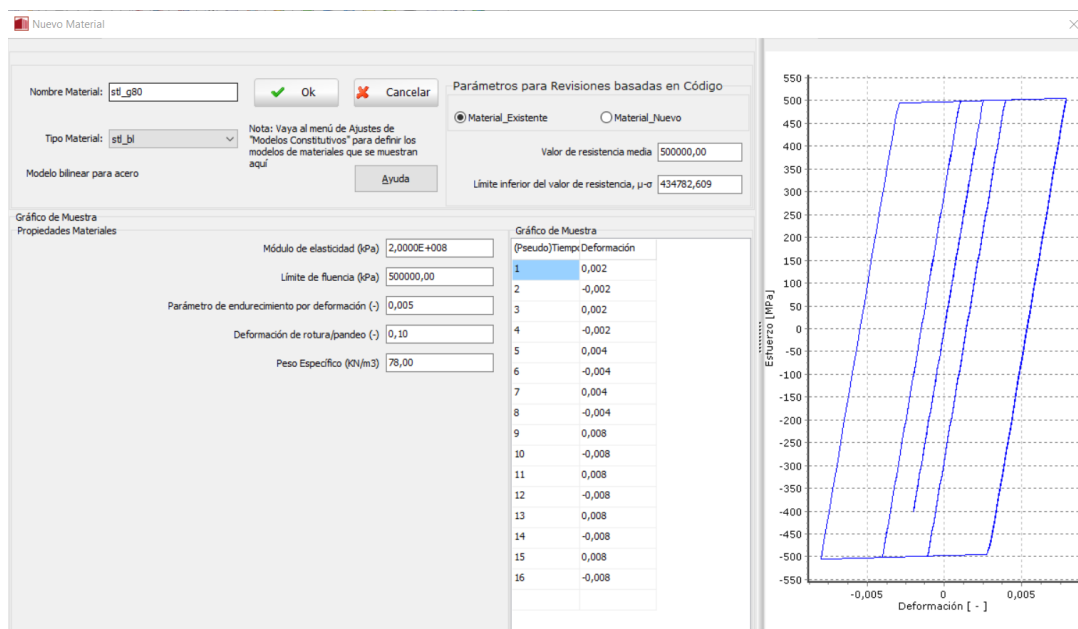 Nuevo Material
Nombre Material: stl_g80
Ok
Cancelar
Parámetros para Revisiones basadas en Código
Material_Existente
Material_Nuevo
Tipo Material: stl_bl
Nota: Vaya al menú de Ajustes de
"Modelos Constitutivos" para definir los
modelos de materiales que se muestran
aquí
Valor de resistencia media 500000,00
Modelo bilinear para acero
Ayuda
Límite inferior del valor de resistencia, μ-σ 434782,609
Gráfico de Muestra
Propiedades Materiales
Módulo de elasticidad (kPa) 2,0000E+008
Límite de fluencia (kPa) 500000,00
Parámetro de endurecimiento por deformación (-) 0,005
Deformación de rotura/pandeo (-) 0,10
Peso Específico (KN/m3) 78,00
Gráfico de Muestra
(Pseudo)Tiempo Deformación
1 0,002
2 -0,002
3 0,002
4 -0,002
5 0,004
6 -0,004
7 0,004
8 -0,004
9 0,008
10 -0,008
11 0,008
12 -0,008
13 0,008
14 -0,008
15 0,008
16 -0,008
Esfuerzo [MPa]
550
500
450
400
350
300
250
200
150
100
50
0
-50
-100
-150
-200
-250
-300
-350
-400
-450
-500
-550
-0,005 0 0,005
Deformación [ - ]